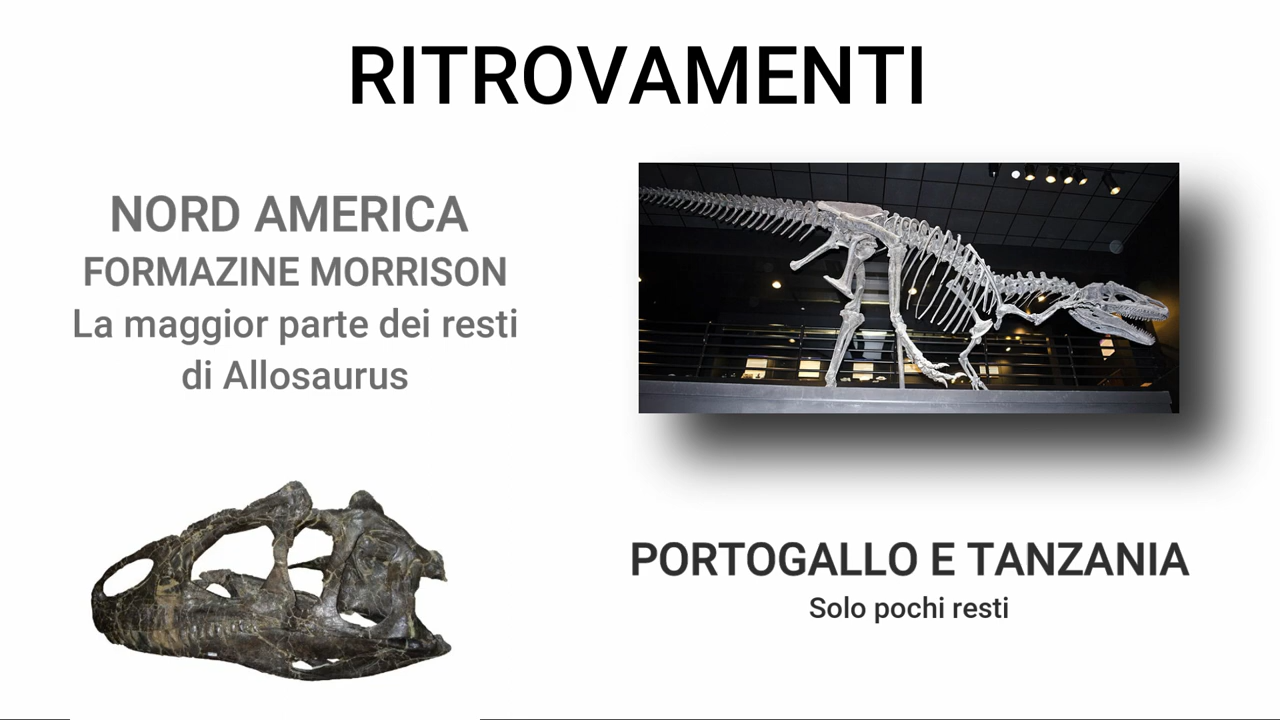 RITROVAMENTI
NORD AMERICA
FORMAZINE MORRISON
La maggior parte dei resti
di Allosaurus
PORTOGALLO E TANZANIA
Solo pochi resti